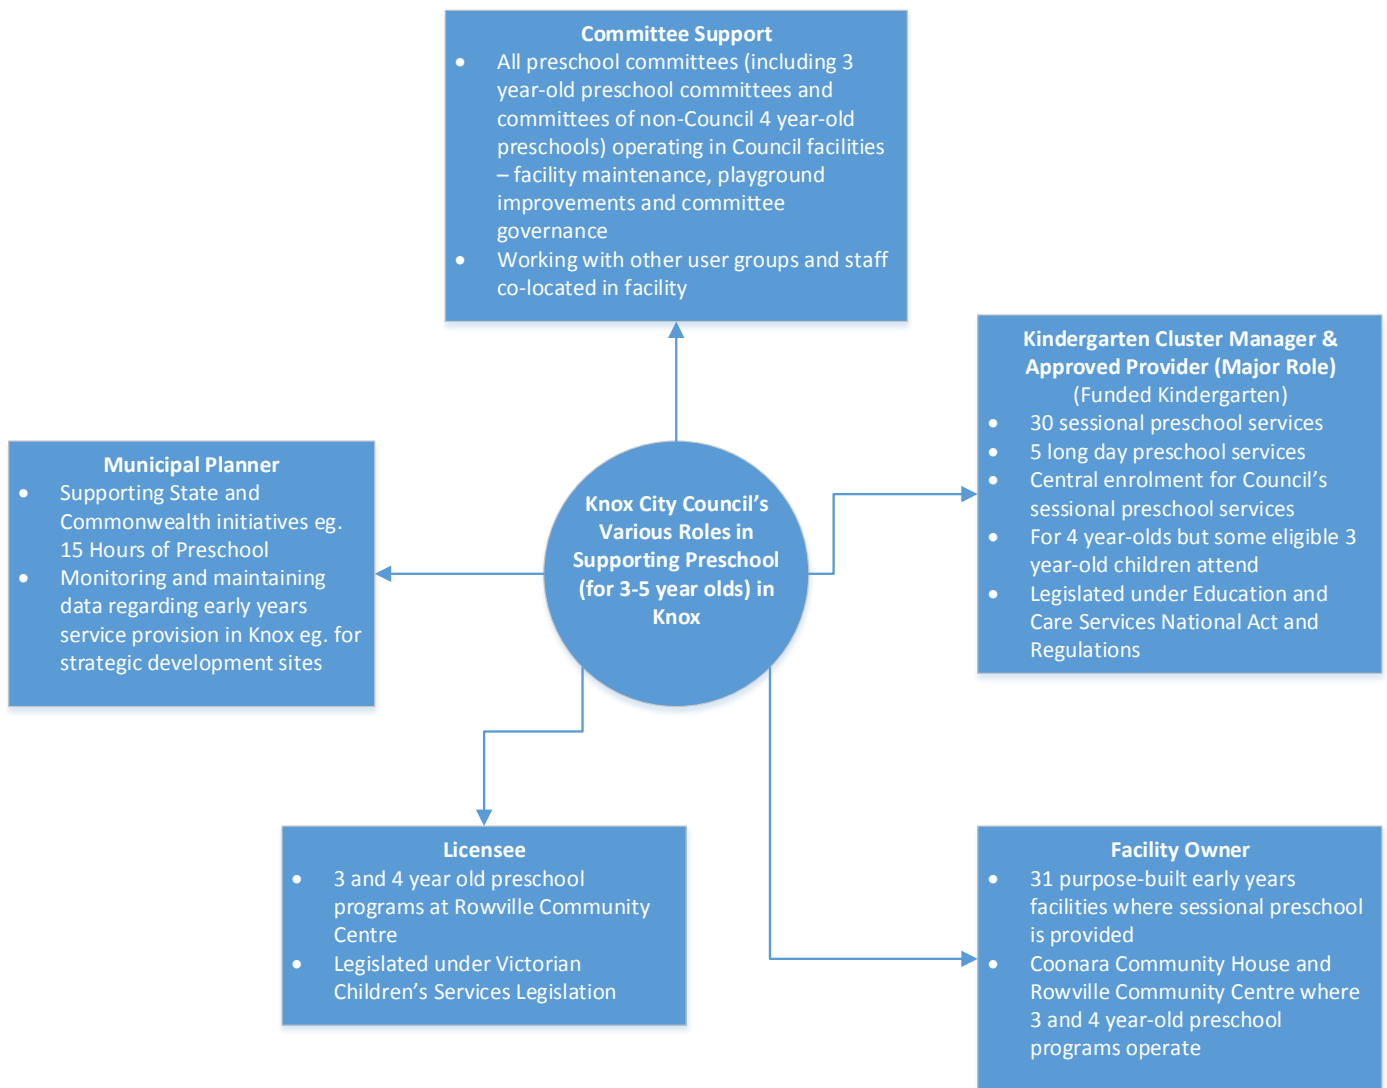 Committee Support
• All preschool committees (including 3
year-old preschool committees and
committees of non-Council 4 year-old
preschools) operating in Council facilities
– facility maintenance, playground
improvements and committee
governance
• Working with other user groups and staff
co-located in facility
Kindergarten Cluster Manager &
Approved Provider (Major Role)
(Funded Kindergarten)
• 30 sessional preschool services
• 5 long day preschool services
• Central enrolment for Council’s
sessional preschool services
• For 4 year-olds but some eligible 3
year-old children attend
• Legislated under Education and
Care Services National Act and
Regulations
Municipal Planner
• Supporting State and
Commonwealth initiatives eg.
15 Hours of Preschool
• Monitoring and maintaining
data regarding early years
service provision in Knox eg. for
strategic development sites
Knox City Council’s
Various Roles in
Supporting Preschool
(for 3-5 year olds) in
Knox
Licensee
• 3 and 4 year old preschool
programs at Rowville Community
Centre
• Legislated under Victorian
Children’s Services Legislation
Facility Owner
• 31 purpose-built early years
facilities where sessional preschool
is provided
• Coonara Community House and
Rowville Community Centre where
3 and 4 year-old preschool
programs operate